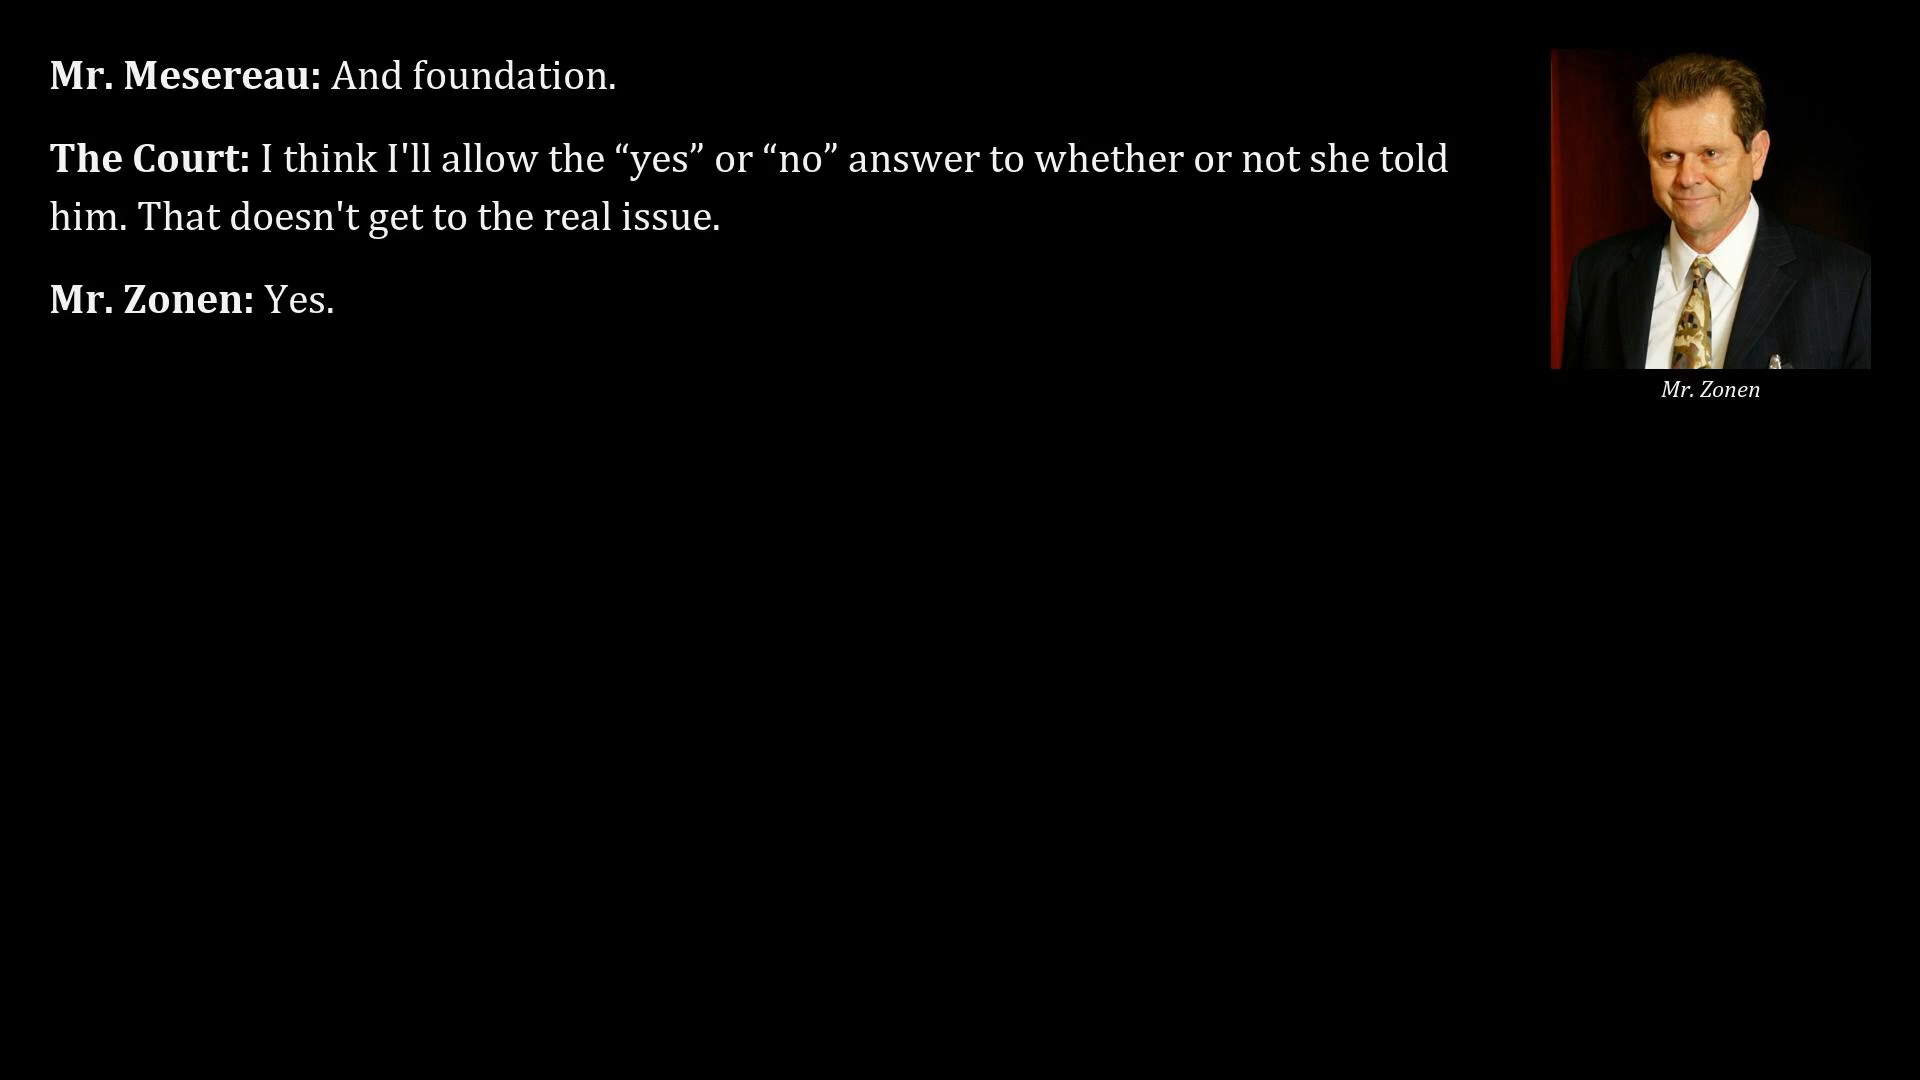 Mr. Mesereau: And foundation.
The Court: I think I'll allow the “yes” or “no” answer to whether or not she told
him. That doesn't get to the real issue.
Mr. Zonen: Yes.
Mr. Zonen